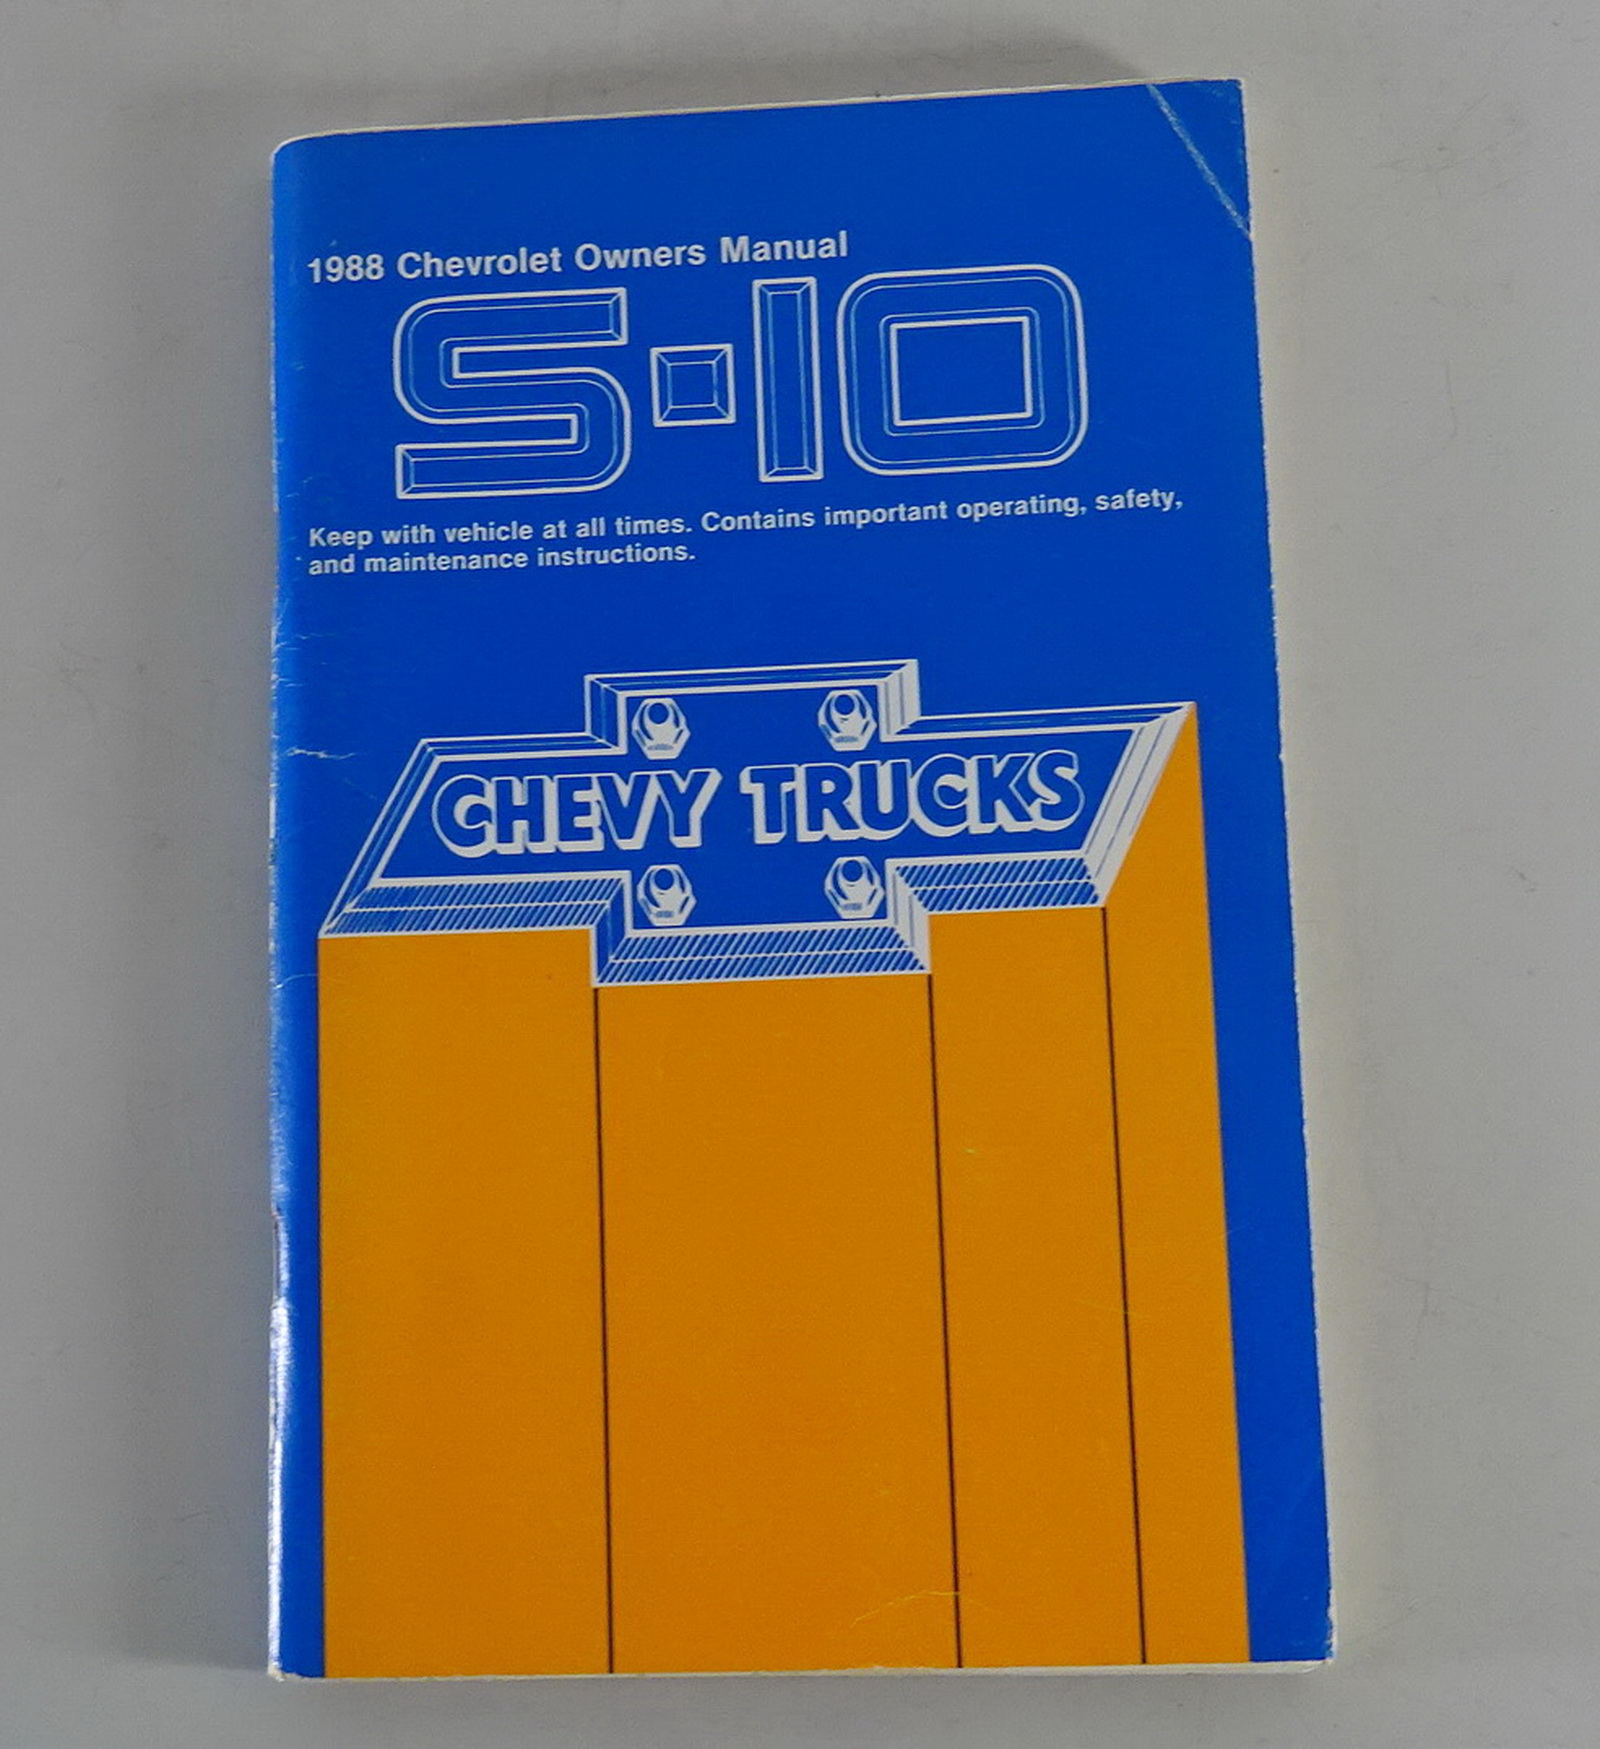 1988 Chevrolet Owners Manual
S-10
Keep with vehicle at all times. Contains important operating, safety,
and maintenance instructions.
CHEVY TRUCKS